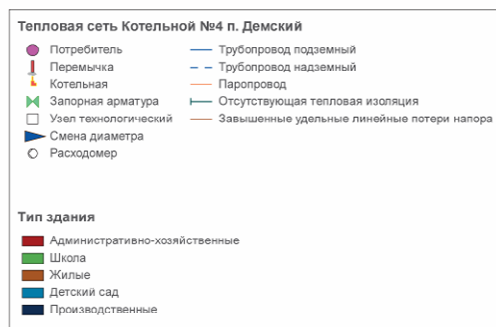 Тепловая сеть Котельной №4 п. Демский
Потребитель
Перемычка
Котельная
Запорная арматура
Узел технологический
Смена диаметра
Расходомер
Трубопровод подземный
Трубопровод надземный
Паропровод
Отсутствующая тепловая изоляция
Завышенные удельные линейные потери напора
Тип здания
Административно-хозяйственные
Школа
Жилые
Детский сад
Производственные